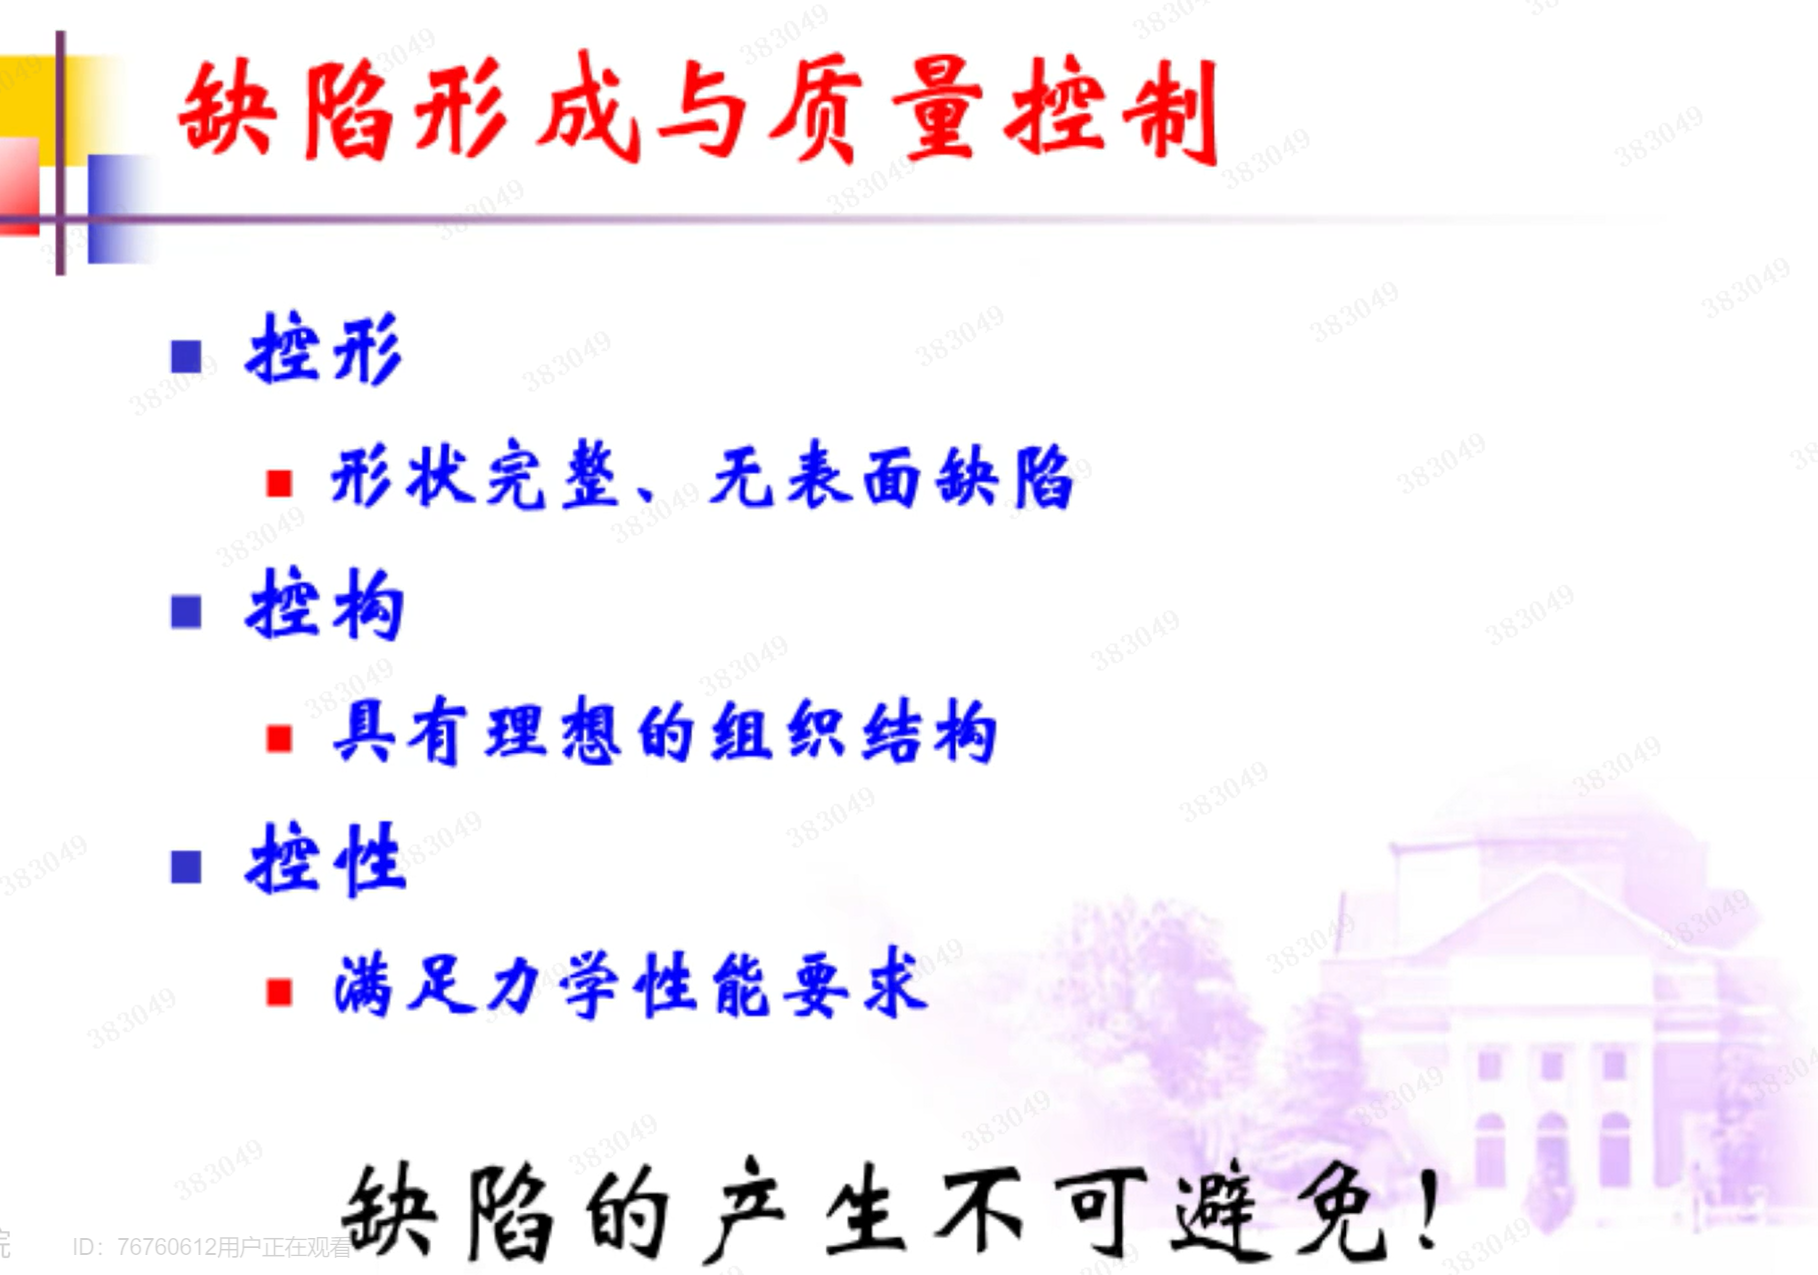 缺陷形成与质量控制
控形
形状完整、无表面缺陷
控构
具有理想的组织结构
控性
满足力学性能要求
缺陷的产生不可避免！
院
ID：76760612用户正在观看
383049